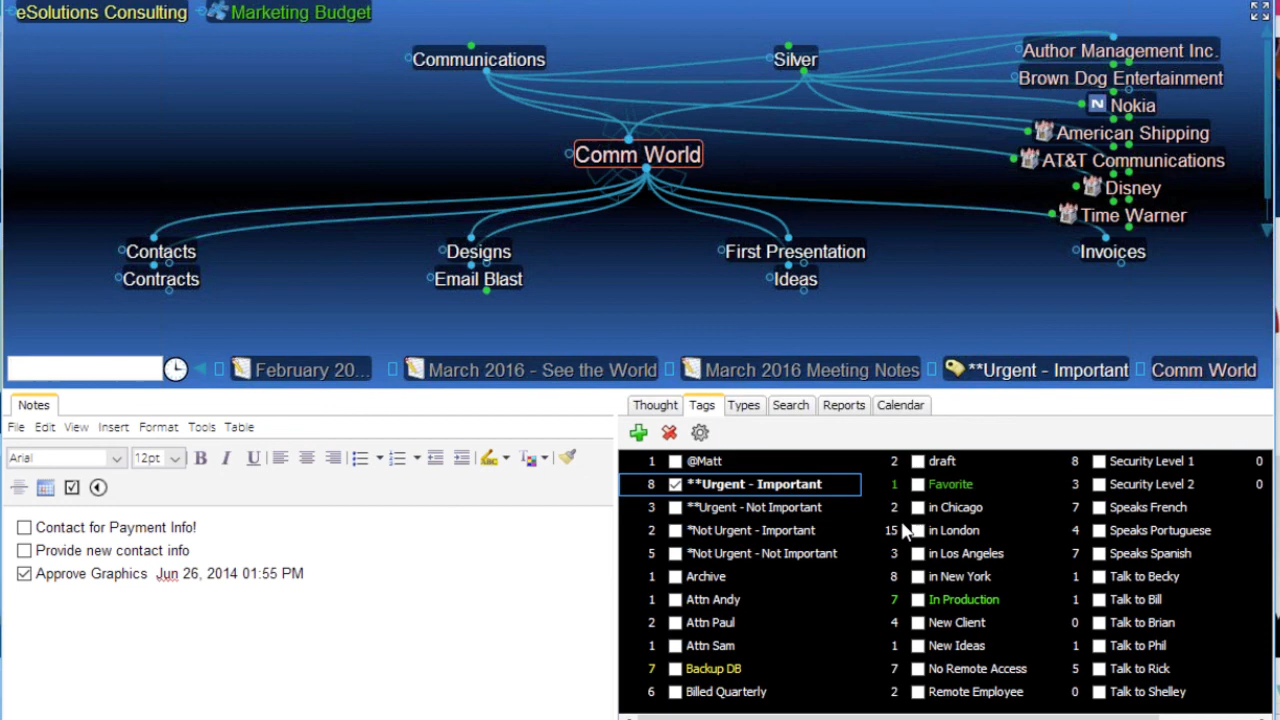 eSolutions Consulting Marketing Budget
Communications Silver Author Management Inc.
Brown Dog Entertainment
N Nokia
American Shipping
Comm World AT&T Communications
Disney
Time Warner
Contacts Designs First Presentation Invoices
Contracts Email Blast Ideas
February 20... March 2016 - See the World March 2016 Meeting Notes **Urgent - Important Comm World
Notes
File Edit View Insert Format Tools Table
Arial 12pt B I U
Contact for Payment Info!
Provide new contact info
Approve Graphics Jun 26, 2014 01:55 PM
Thought Tags Types Search Reports Calendar
1 @Matt 2 draft 8 Security Level 1 0
8 **Urgent - Important 1 Favorite 3 Security Level 2 0
3 **Urgent - Not Important 2 in Chicago 7 Speaks French
2 *Not Urgent - Important 15 in London 4 Speaks Portuguese
5 *Not Urgent - Not Important 3 in Los Angeles 7 Speaks Spanish
1 Archive 8 in New York 1 Talk to Becky
1 Attn Andy 7 In Production 1 Talk to Bill
2 Attn Paul 4 New Client 0 Talk to Brian
1 Attn Sam 1 New Ideas 1 Talk to Phil
7 Backup DB 7 No Remote Access 5 Talk to Rick
6 Billed Quarterly 2 Remote Employee 0 Talk to Shelley